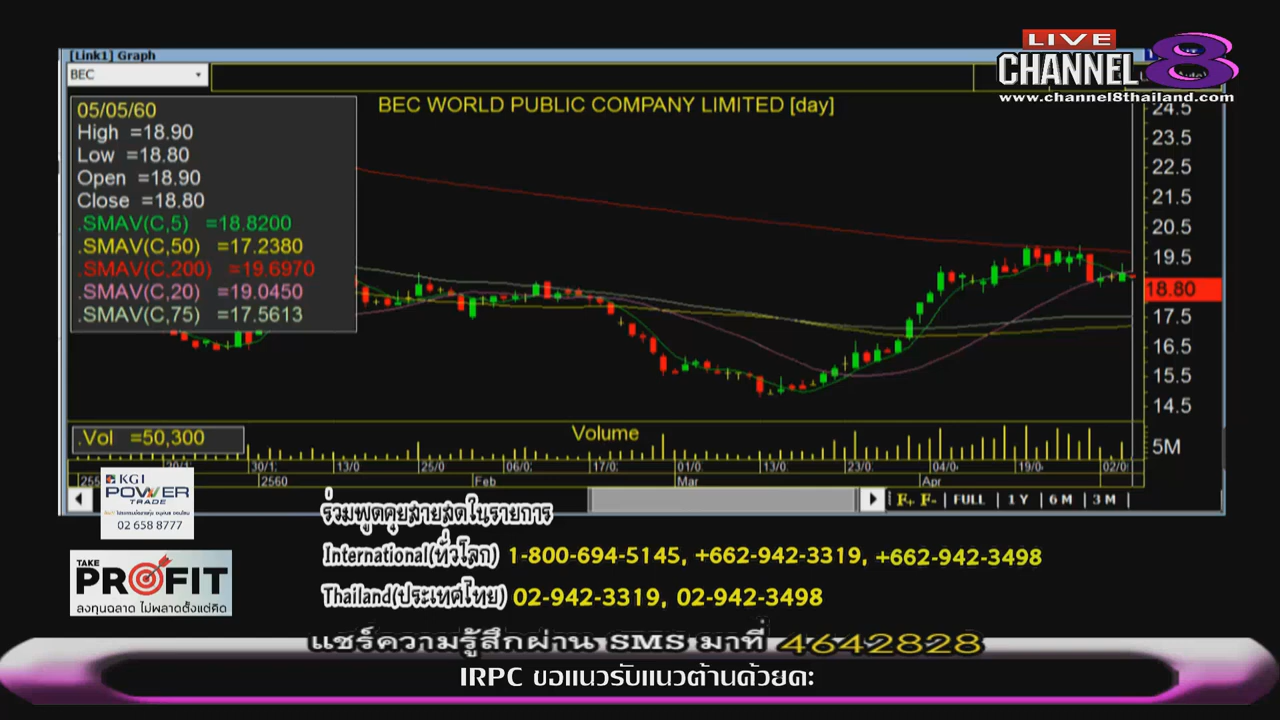 [Link1] Graph
BEC
LIVE
CHANNEL 8
www.channel8thailand.com
BEC WORLD PUBLIC COMPANY LIMITED [day]
05/05/60
High =18.90
Low =18.80
Open =18.90
Close =18.80
.SMAV(C,5) =18.8200
.SMAV(C,50) =17.2380
.SMAV(C,200) =19.6970
.SMAV(C,20) =19.0450
.SMAV(C,75) =17.5613
24.5
23.5
22.5
21.5
20.5
19.5
18.80
17.5
16.5
15.5
14.5
5M
.Vol =50,300
Volume
30/1 13/0 25/0 06/0 17/0 01/0 13/0 23/0 04/0 19/0 02/0
255 2560 Feb Mar Apr
F+ F- FULL 1 Y 6 M 3 M
KGI
POWER
TRADE
02 658 8777
TAKE
PROFIT
ลงทุนฉลาด ไม่พลาดตั้งแต่คิด
ร่วมพูดคุยสายสดในรายการ
International(ทั่วโลก) 1-800-694-5145, +662-942-3319, +662-942-3498
Thailand(ประเทศไทย) 02-942-3319, 02-942-3498
แชร์ความรู้สึกผ่าน SMS มาที่ 4642828
IRPC ขอแนวรับแนวต้านด้วยคะ